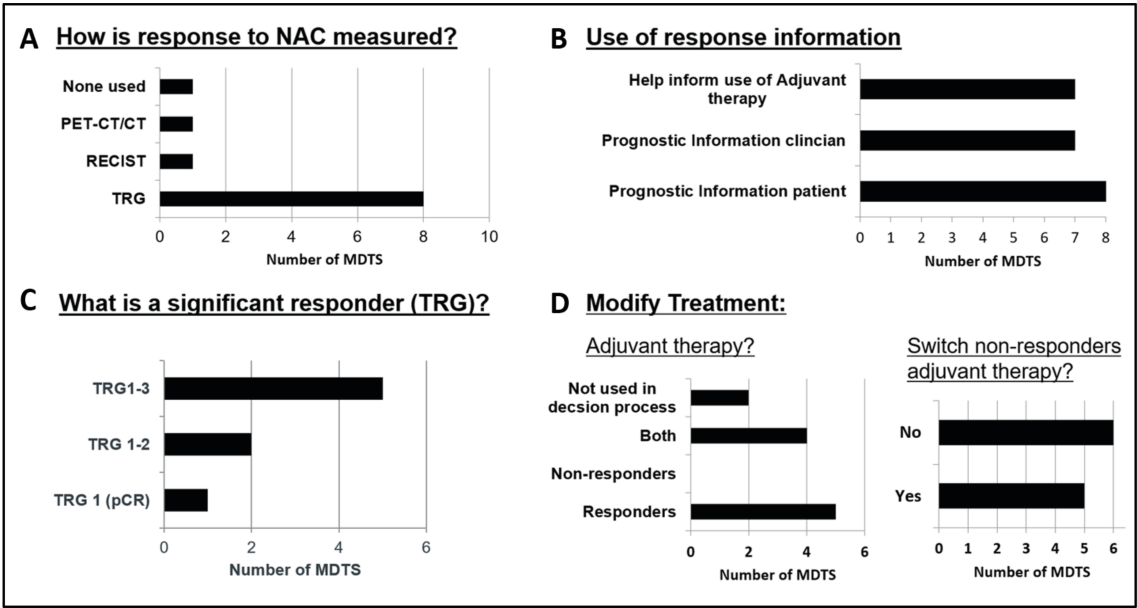 A How is response to NAC measured?
None used
PET-CT/CT
RECIST
TRG
0 2 4 6 8 10
Number of MDTS
B Use of response information
Help inform use of Adjuvant
therapy
Prognostic Information clincian
Prognostic Information patient
0 1 2 3 4 5 6 7 8
Number of MDTS
C What is a significant responder (TRG)?
TRG1-3
TRG 1-2
TRG 1 (pCR)
0 2 4 6
Number of MDTS
D Modify Treatment:
Adjuvant therapy?
Not used in
decsion process
Both
Non-responders
Responders
0 2 4 6
Number of MDTS
Switch non-responders
adjuvant therapy?
No
Yes
0 1 2 3 4 5 6
Number of MDTS